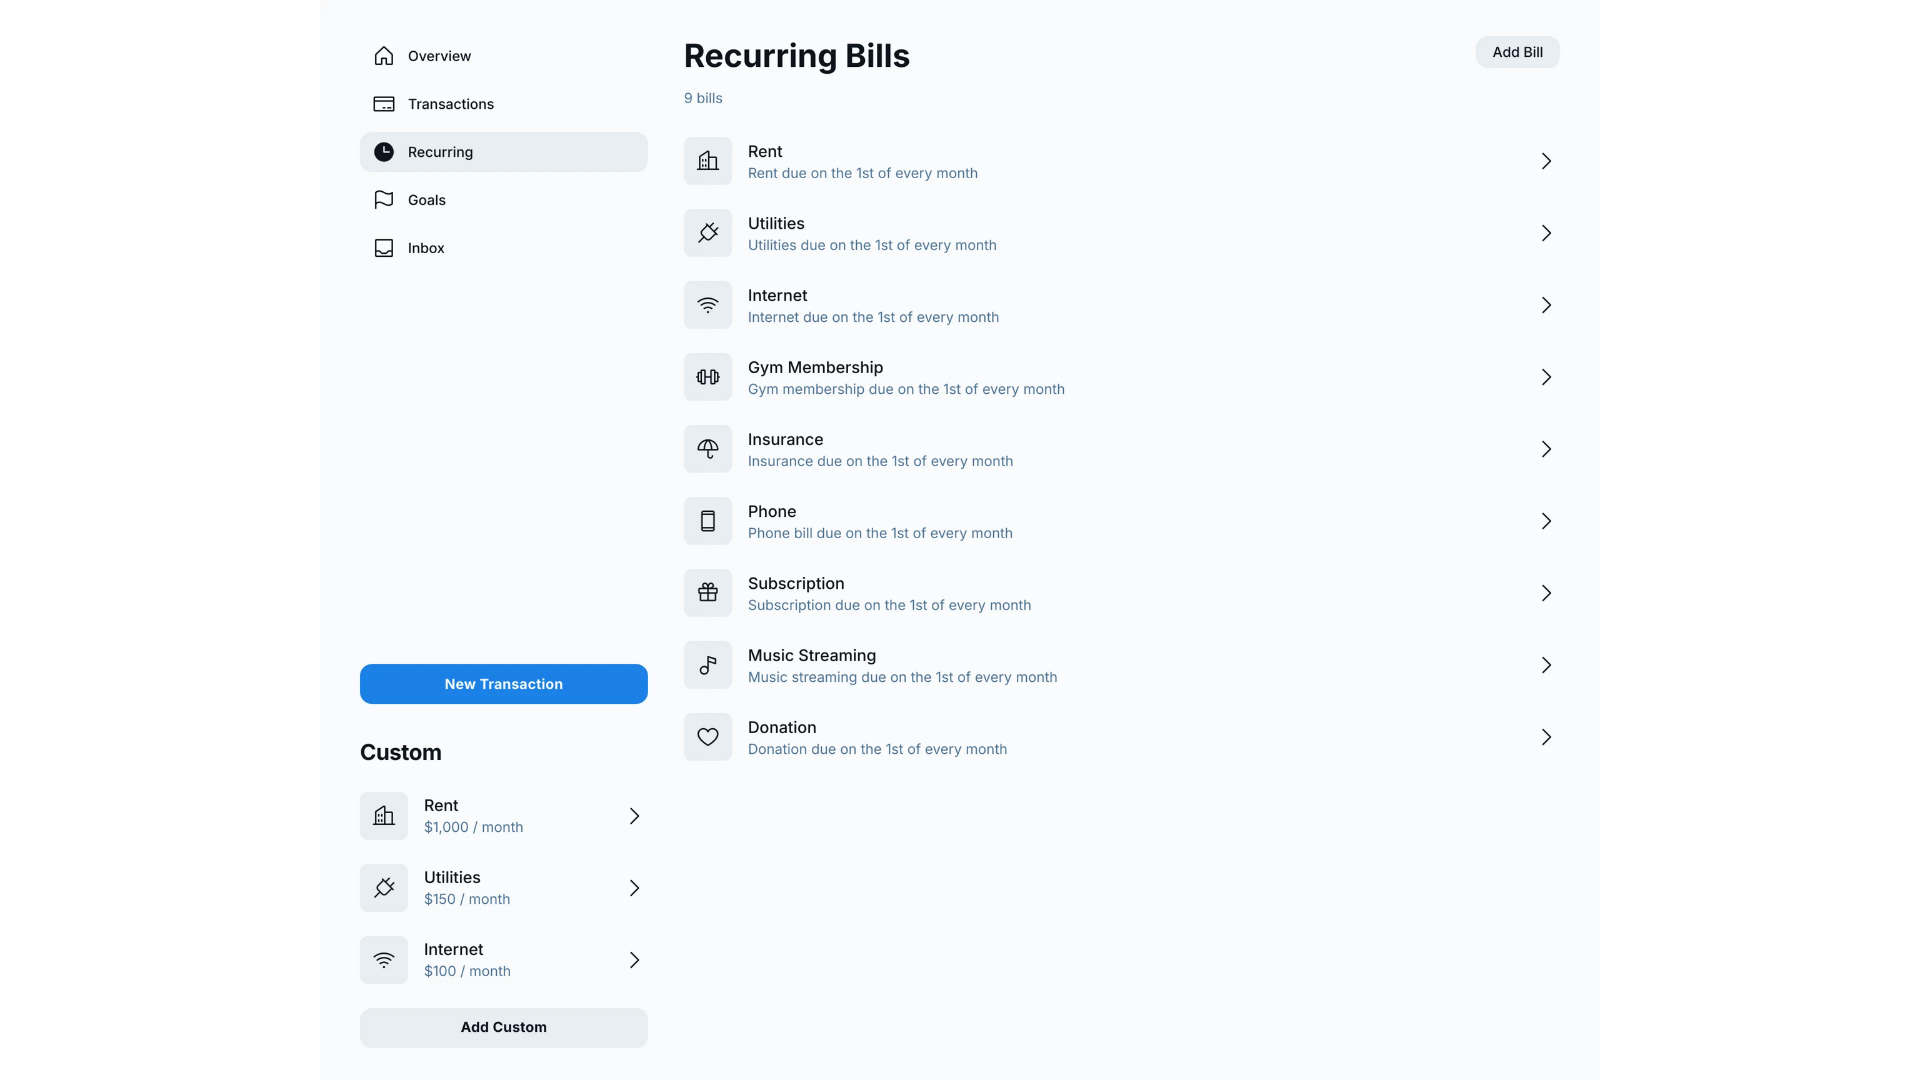 Overview
Transactions
Recurring
Goals
Inbox
New Transaction
Custom
Rent
$1,000 / month
Utilities
$150 / month
Internet
$100 / month
Add Custom
Recurring Bills
Add Bill
9 bills
Rent
Rent due on the 1st of every month
Utilities
Utilities due on the 1st of every month
Internet
Internet due on the 1st of every month
Gym Membership
Gym membership due on the 1st of every month
Insurance
Insurance due on the 1st of every month
Phone
Phone bill due on the 1st of every month
Subscription
Subscription due on the 1st of every month
Music Streaming
Music streaming due on the 1st of every month
Donation
Donation due on the 1st of every month